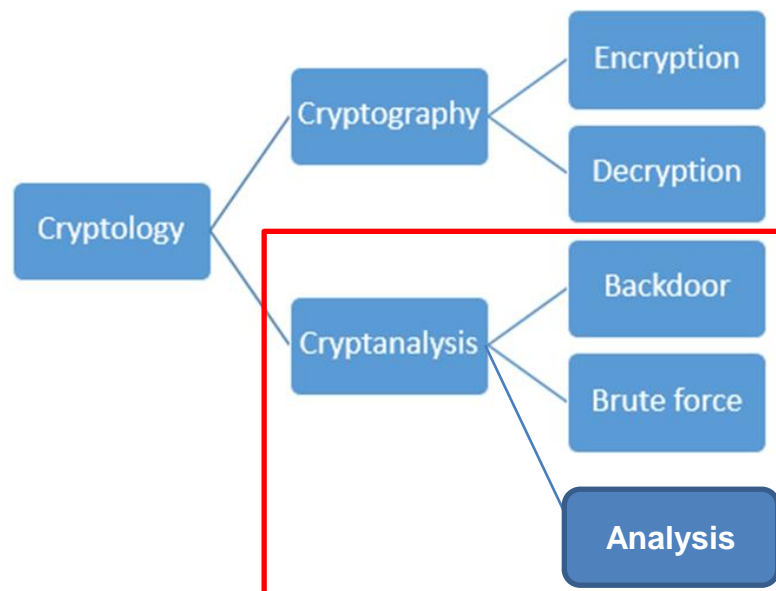 Encryption
Cryptography
Decryption
Cryptology
Backdoor
Cryptanalysis
Brute force
Analysis